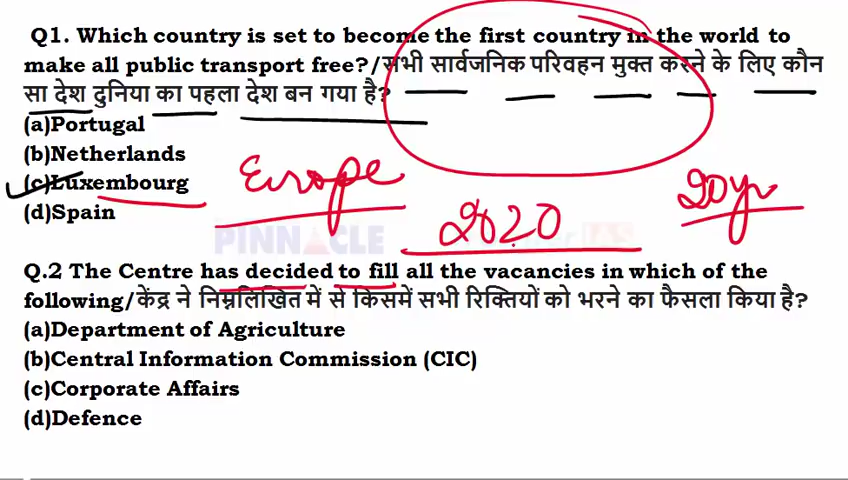 Q1. Which country is set to become the first country in the world to
make all public transport free?/सभी सार्वजनिक परिवहन मुक्त करने के लिए कौन
सा देश दुनिया का पहला देश बन गया है?
(a)Portugal
(b)Netherlands
(c)Luxembourg
Europe
(d)Spain
2020
20yr
PINNACLE
Q.2 The Centre has decided to fill all the vacancies in which of the
following/केंद्र ने निम्नलिखित में से किसमें सभी रिक्तियों को भरने का फैसला किया है?
(a)Department of Agriculture
(b)Central Information Commission (CIC)
(c)Corporate Affairs
(d)Defence